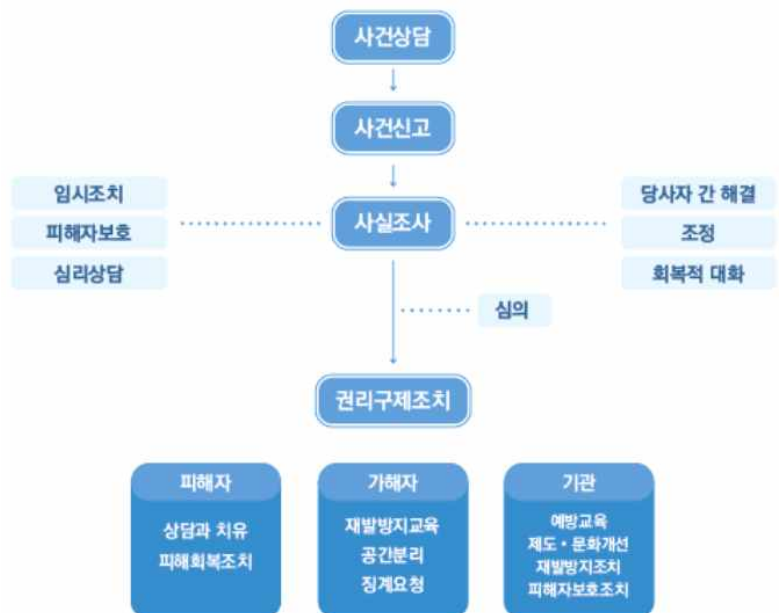 사건상담
사건신고
임시조치
피해자보호
심리상담
사실조사
당사자 간 해결
조정
회복적 대화
심의
권리구제조치
피해자
상담과 치유
피해회복조치
가해자
재발방지교육
공간분리
징계요청
기관
예방교육
제도·문화개선
재발방지조치
피해자보호조치